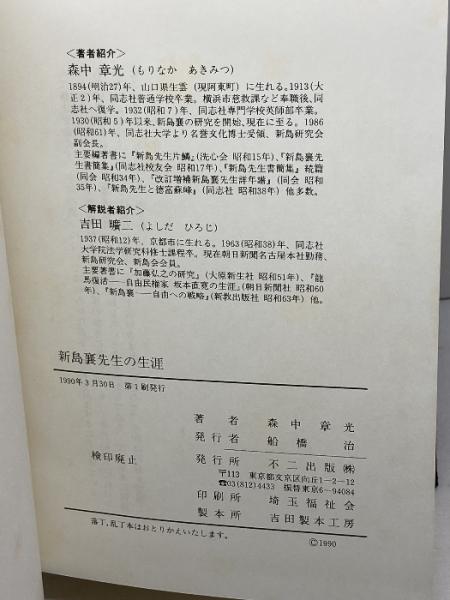 ＜著者紹介＞
森中 章光（もりなか あきみつ）
1894(明治27)年、山口県生雲（現阿東町）に生れる。1913(大
正2)年、同志社普通学校卒業。横浜市慈救課など奉職後、同
志社へ復学。1932(昭和7)年、同志社専門学校英師部卒業。
1930(昭和5)年以来、新島襄の研究を開始、現在に至る。1986
(昭和61)年、同志社大学より名誉文化博士受領、新島研究会
副会長。
主要編著書に『新島先生片鱗』(洗心会 昭和15年)、『新島襄先
生書簡集』(同志社校友会 昭和17年)、『新島先生書簡集』続篇
(同会 昭和34年)、『改訂増補新島襄先生詳年譜』(同会 昭和
35年)、『新島先生と徳富蘇峰』(同志社 昭和38年) 他多数。
＜解説者紹介＞
吉田 曠二（よしだ ひろじ）
1937(昭和12)年、京都市に生れる。1963(昭和38)年、同志社
大学院法学研究科修士課程卒。現在朝日新聞名古屋本社勤務、
新島研究会、新島会会員。
主要著書に『加藤弘之の研究』(大原新生社 昭和51年)、『龍
馬復活──自由民権家 坂本直寛の生涯』(朝日新聞社 昭和60
年)、『新島襄──自由への戦略』(新教出版社 昭和63年) 他。
新島襄先生の生涯
1990年3月30日 第1刷発行
著者 森中章光
発行者 船橋治
検印廃止
発行所 不二出版㈱
〒113 東京都文京区向丘1-2-12
☎03(812)4433 振替東京6-94084
印刷所 埼玉福祉会
製本所 吉田製本工房
落丁、乱丁本はおとりかえいたします。
©1990